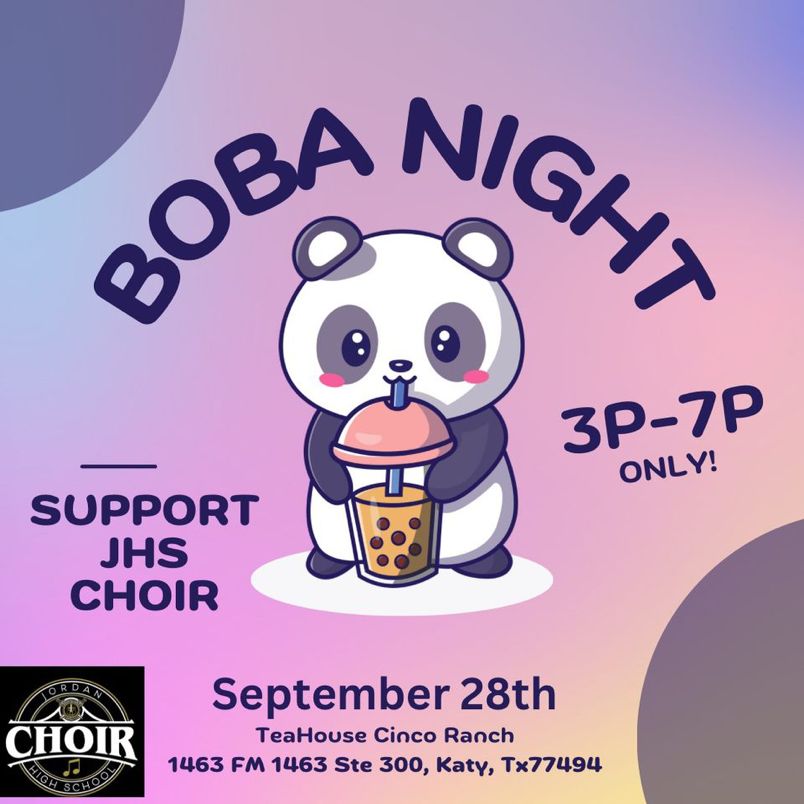 BOBA NIGHT
3P-7P
ONLY!
SUPPORT
JHS
CHOIR
September 28th
TeaHouse Cinco Ranch
1463 FM 1463 Ste 300, Katy, Tx77494
JORDAN
CHOIR
HIGH SCHOOL